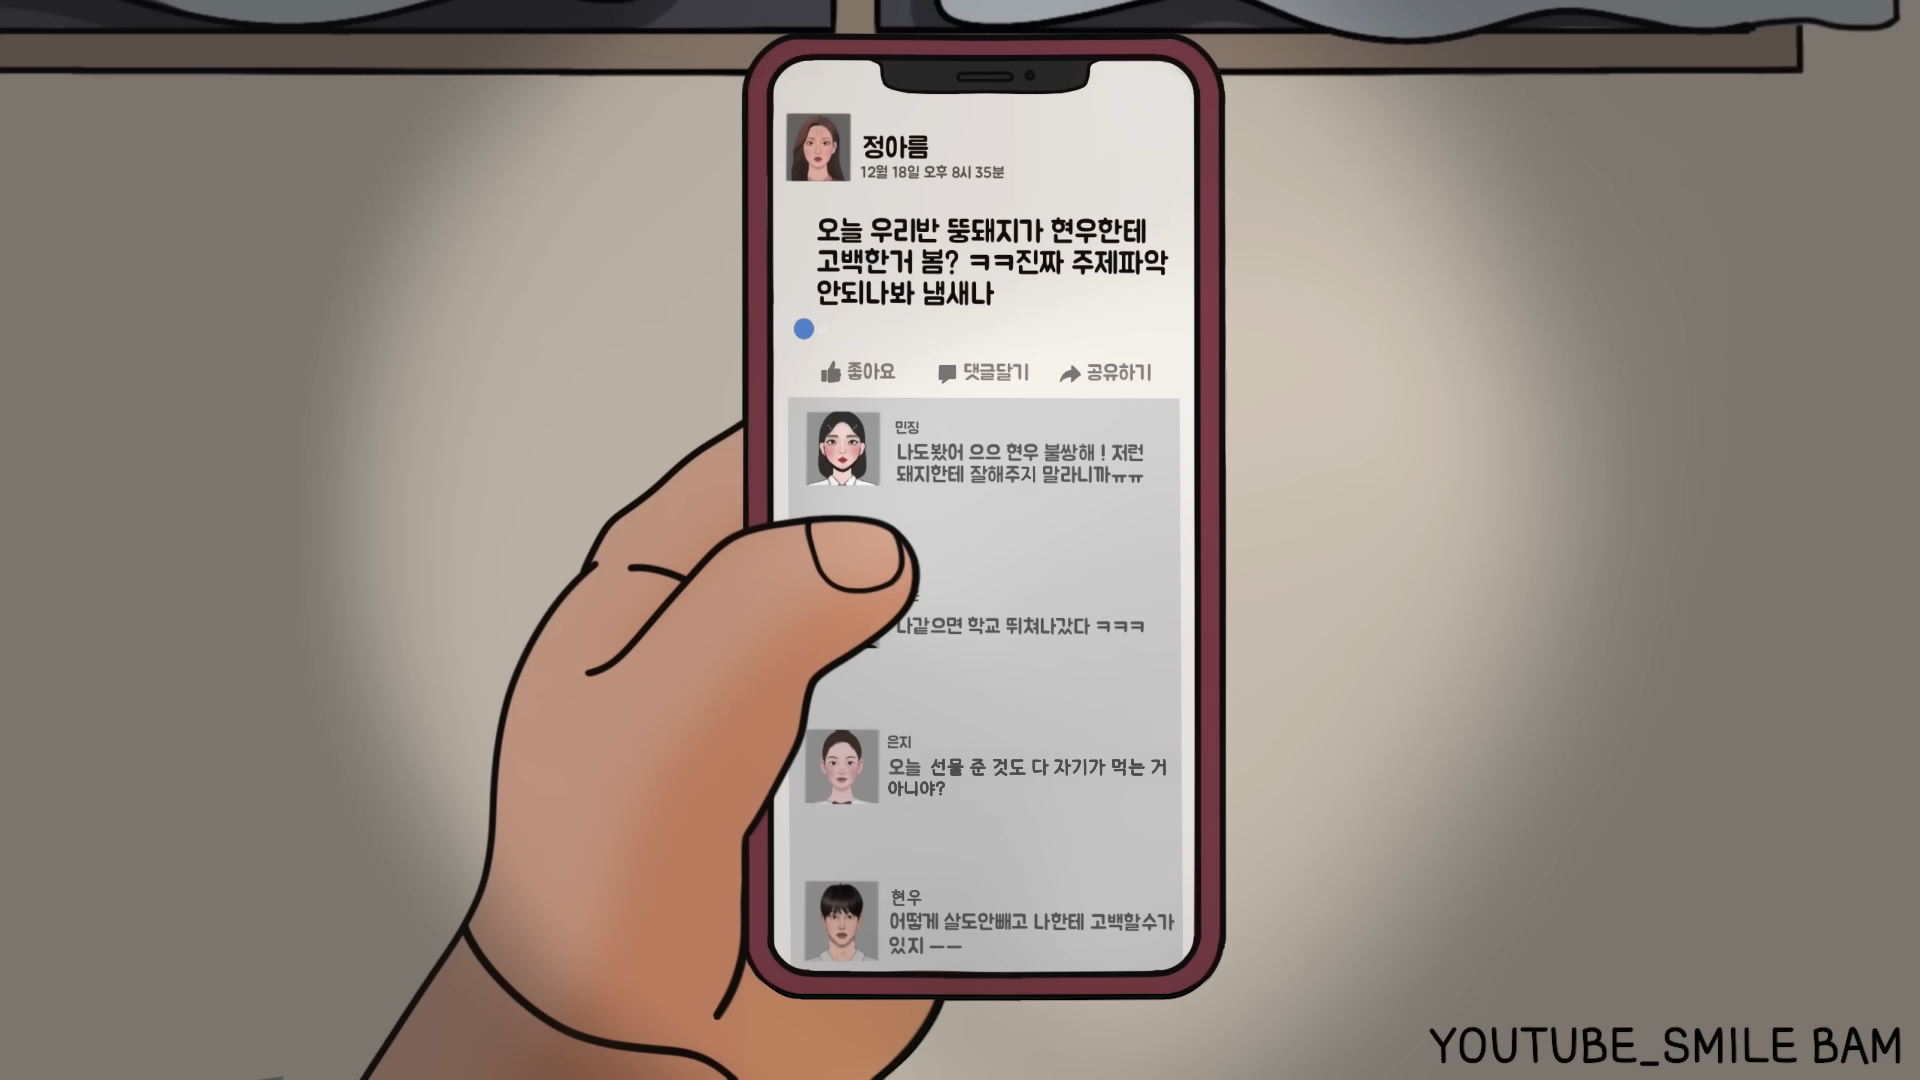 정아름
12월 18일 오후 8시 35분
오늘 우리반 뚱돼지가 현우한테
고백한거 봄? ㅋㅋ진짜 주제파악
안되나봐 냄새나
좋아요 댓글달기 공유하기
민징
나도봤어 으으 현우 불쌍해 ! 저런
돼지한테 잘해주지 말라니까ㅠㅠ
나같으면 학교 뛰쳐나갔다 ㅋㅋㅋ
은지
오늘 선물 준 것도 다 자기가 먹는 거
아니야?
현우
어떻게 살도안빼고 나한테 고백할수가
있지 ㅡㅡ
YOUTUBE_SMILE BAM